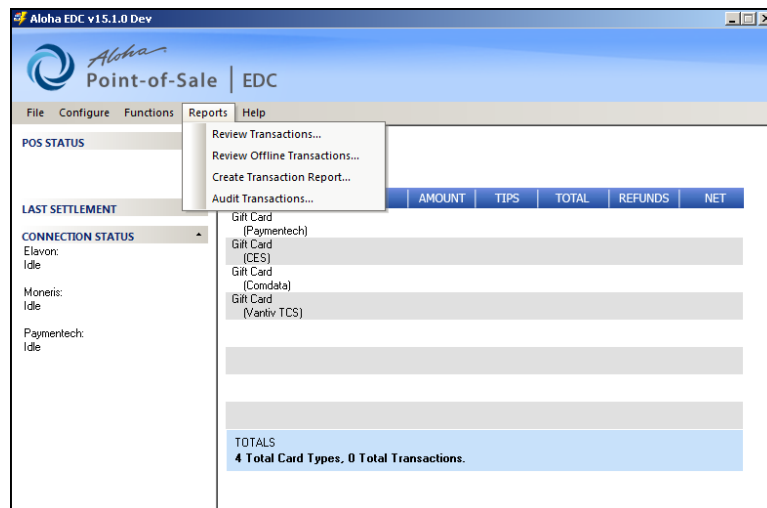 Aloha EDC v15.1.0 Dev
Aloha
Point-of-Sale | EDC
File Configure Functions Reports Help
Review Transactions...
Review Offline Transactions...
Create Transaction Report...
Audit Transactions...
POS STATUS
LAST SETTLEMENT
CONNECTION STATUS
Elavon:
Idle
Moneris:
Idle
Paymentech:
Idle
AMOUNT TIPS TOTAL REFUNDS NET
Gift Card
(Paymentech)
Gift Card
(CES)
Gift Card
(Comdata)
Gift Card
(Vantiv TCS)
TOTALS
4 Total Card Types, 0 Total Transactions.